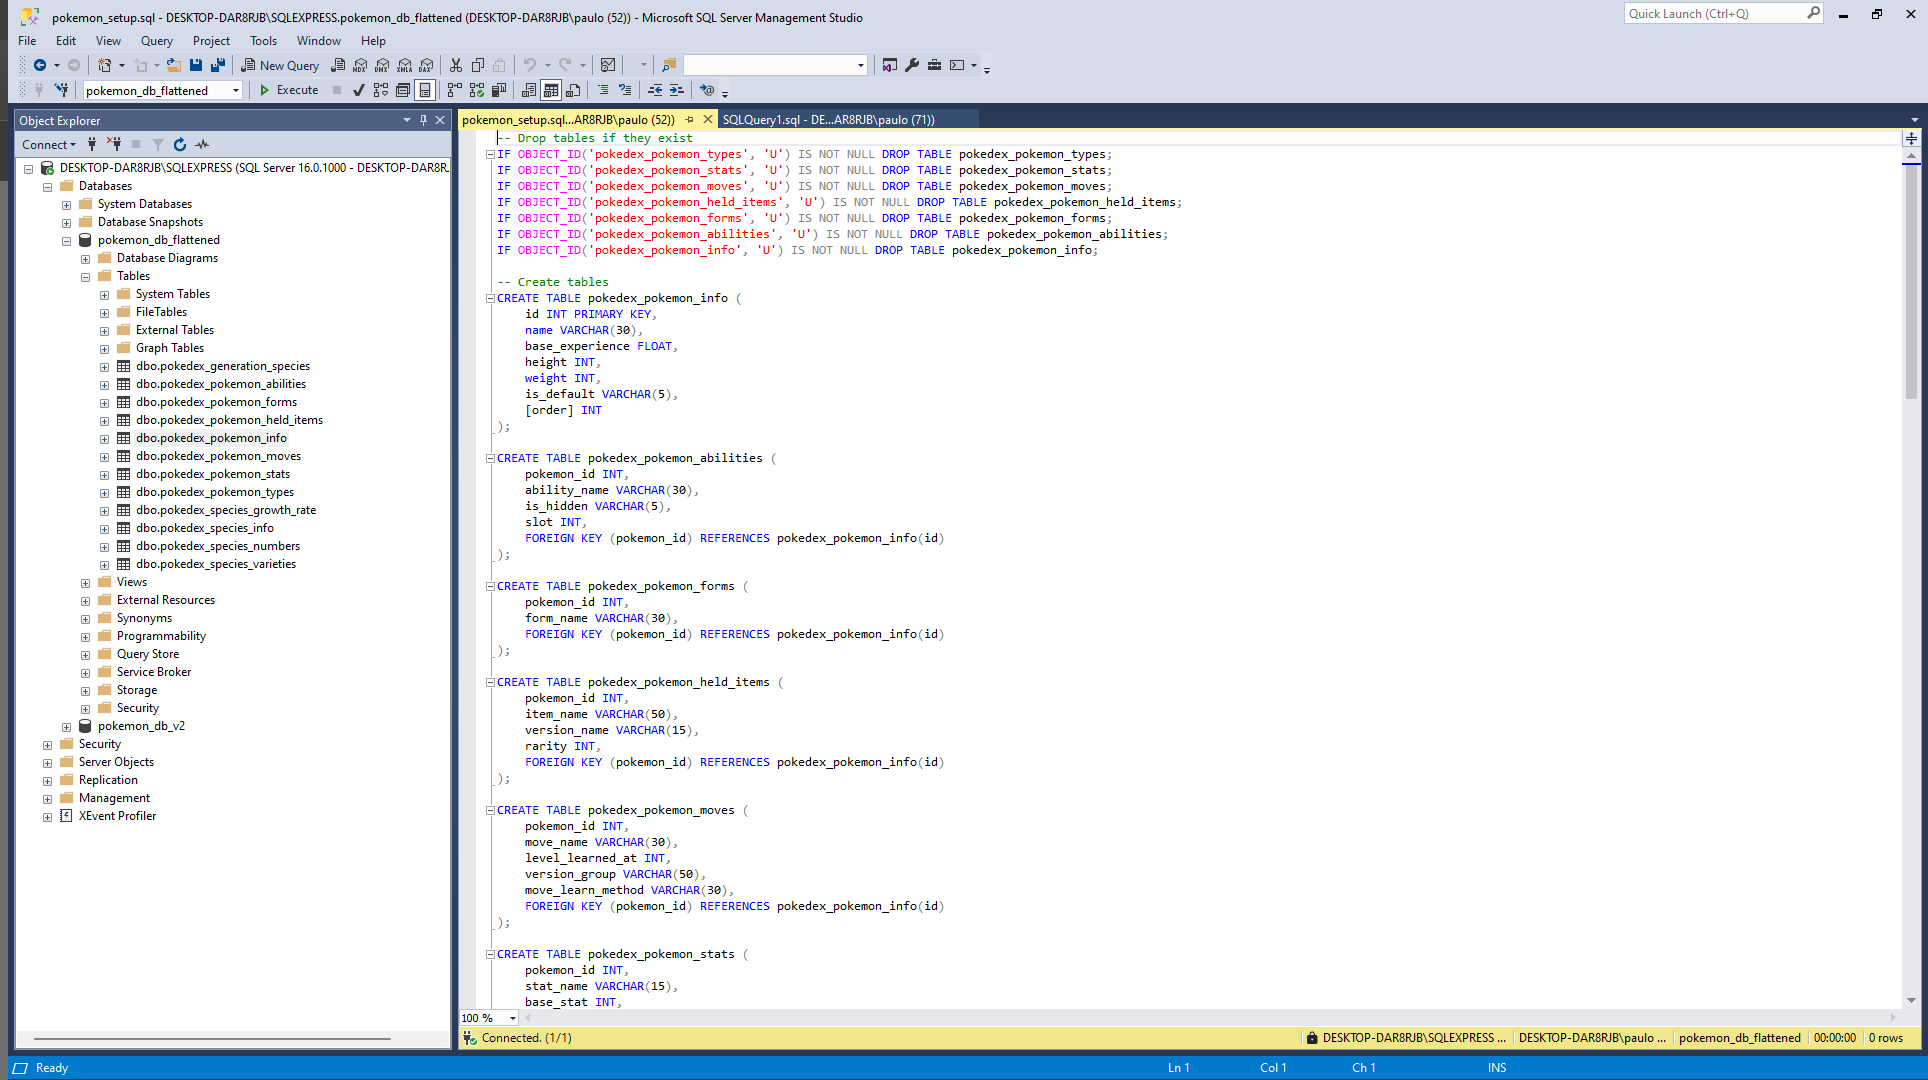 pokemon_setup.sql - DESKTOP-DAR8RJB\SQLEXPRESS.pokemon_db_flattened (DESKTOP-DAR8RJB\paulo (52)) - Microsoft SQL Server Management Studio
Quick Launch (Ctrl+Q)
File Edit View Query Project Tools Window Help
New Query
MDX DMX XMLA DAX
pokemon_db_flattened
Execute
Object Explorer
Connect
DESKTOP-DAR8RJB\SQLEXPRESS (SQL Server 16.0.1000 - DESKTOP-DAR8R.
Databases
System Databases
Database Snapshots
pokemon_db_flattened
Database Diagrams
Tables
System Tables
FileTables
External Tables
Graph Tables
dbo.pokedex_generation_species
dbo.pokedex_pokemon_abilities
dbo.pokedex_pokemon_forms
dbo.pokedex_pokemon_held_items
dbo.pokedex_pokemon_info
dbo.pokedex_pokemon_moves
dbo.pokedex_pokemon_stats
dbo.pokedex_pokemon_types
dbo.pokedex_species_growth_rate
dbo.pokedex_species_info
dbo.pokedex_species_numbers
dbo.pokedex_species_varieties
Views
External Resources
Synonyms
Programmability
Query Store
Service Broker
Storage
Security
pokemon_db_v2
Security
Server Objects
Replication
Management
XEvent Profiler
pokemon_setup.sql...AR8RJB\paulo (52))
SQLQuery1.sql - DE...AR8RJB\paulo (71))
-- Drop tables if they exist
IF OBJECT_ID('pokedex_pokemon_types', 'U') IS NOT NULL DROP TABLE pokedex_pokemon_types;
IF OBJECT_ID('pokedex_pokemon_stats', 'U') IS NOT NULL DROP TABLE pokedex_pokemon_stats;
IF OBJECT_ID('pokedex_pokemon_moves', 'U') IS NOT NULL DROP TABLE pokedex_pokemon_moves;
IF OBJECT_ID('pokedex_pokemon_held_items', 'U') IS NOT NULL DROP TABLE pokedex_pokemon_held_items;
IF OBJECT_ID('pokedex_pokemon_forms', 'U') IS NOT NULL DROP TABLE pokedex_pokemon_forms;
IF OBJECT_ID('pokedex_pokemon_abilities', 'U') IS NOT NULL DROP TABLE pokedex_pokemon_abilities;
IF OBJECT_ID('pokedex_pokemon_info', 'U') IS NOT NULL DROP TABLE pokedex_pokemon_info;
-- Create tables
CREATE TABLE pokedex_pokemon_info (
id INT PRIMARY KEY,
name VARCHAR(30),
base_experience FLOAT,
height INT,
weight INT,
is_default VARCHAR(5),
[order] INT
);
CREATE TABLE pokedex_pokemon_abilities (
pokemon_id INT,
ability_name VARCHAR(30),
is_hidden VARCHAR(5),
slot INT,
FOREIGN KEY (pokemon_id) REFERENCES pokedex_pokemon_info(id)
);
CREATE TABLE pokedex_pokemon_forms (
pokemon_id INT,
form_name VARCHAR(30),
FOREIGN KEY (pokemon_id) REFERENCES pokedex_pokemon_info(id)
);
CREATE TABLE pokedex_pokemon_held_items (
pokemon_id INT,
item_name VARCHAR(50),
version_name VARCHAR(15),
rarity INT,
FOREIGN KEY (pokemon_id) REFERENCES pokedex_pokemon_info(id)
);
CREATE TABLE pokedex_pokemon_moves (
pokemon_id INT,
move_name VARCHAR(30),
level_learned_at INT,
version_group VARCHAR(50),
move_learn_method VARCHAR(30),
FOREIGN KEY (pokemon_id) REFERENCES pokedex_pokemon_info(id)
);
CREATE TABLE pokedex_pokemon_stats (
pokemon_id INT,
stat_name VARCHAR(15),
base_stat INT,
100 %
Connected. (1/1)
DESKTOP-DAR8RJB\SQLEXPRESS ... DESKTOP-DAR8RJB\paulo ... pokemon_db_flattened 00:00:00 0 rows
Ready
Ln 1 Col 1 Ch 1 INS